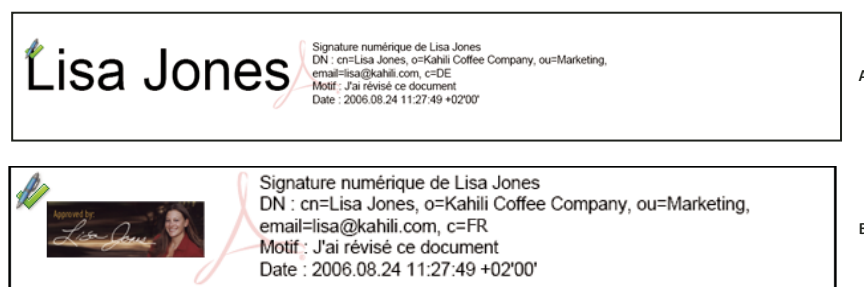 Lisa Jones
Signature numérique de Lisa Jones
DN : cn=Lisa Jones, o=Kahili Coffee Company, ou=Marketing,
email=lisa@kahili.com, c=DE
Motif : J'ai révisé ce document
Date : 2006.08.24 11:27:49 +02'00'
A
Approved by:
Lisa Jones
Signature numérique de Lisa Jones
DN : cn=Lisa Jones, o=Kahili Coffee Company, ou=Marketing,
email=lisa@kahili.com, c=FR
Motif : J'ai révisé ce document
Date : 2006.08.24 11:27:49 +02'00'